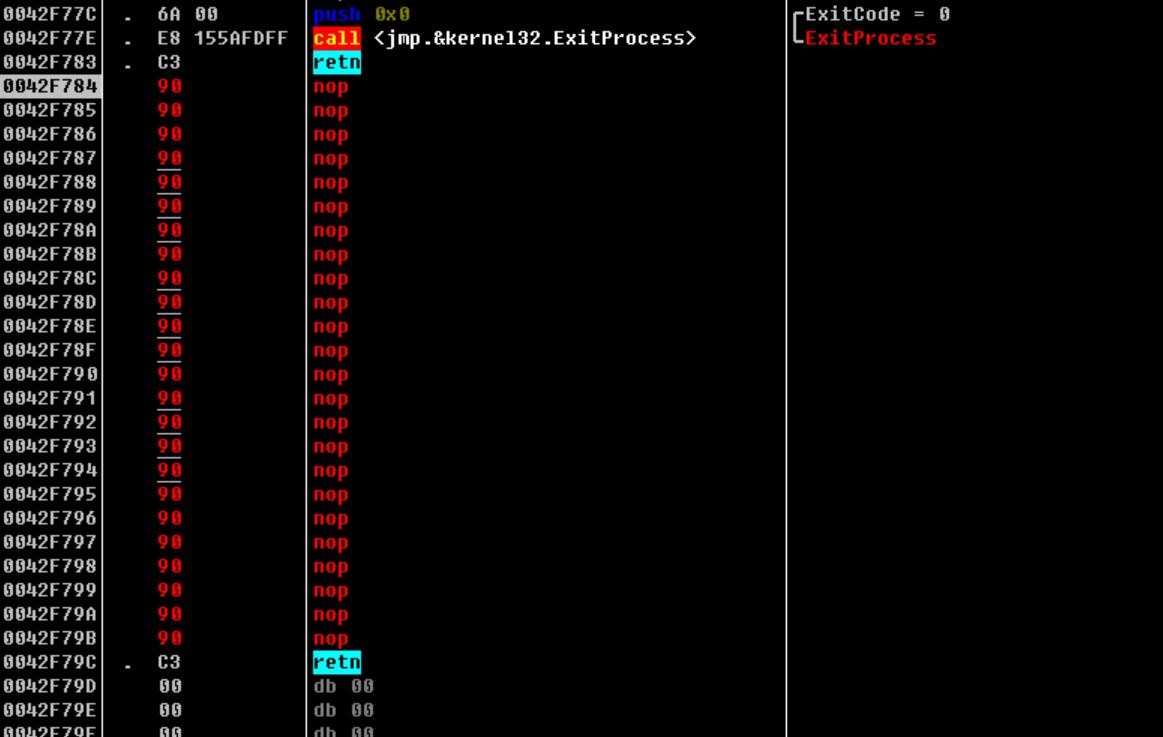 0042F77C . 6A 00 push 0x0 ┌ExitCode = 0
0042F77E . E8 155AFDFF call <jmp.&kernel32.ExitProcess> └ExitProcess
0042F783 . C3 retn
0042F784 90 nop
0042F785 90 nop
0042F786 90 nop
0042F787 90 nop
0042F788 90 nop
0042F789 90 nop
0042F78A 90 nop
0042F78B 90 nop
0042F78C 90 nop
0042F78D 90 nop
0042F78E 90 nop
0042F78F 90 nop
0042F790 90 nop
0042F791 90 nop
0042F792 90 nop
0042F793 90 nop
0042F794 90 nop
0042F795 90 nop
0042F796 90 nop
0042F797 90 nop
0042F798 90 nop
0042F799 90 nop
0042F79A 90 nop
0042F79B 90 nop
0042F79C . C3 retn
0042F79D 00 db 00
0042F79E 00 db 00
0042F79F 00 db 00